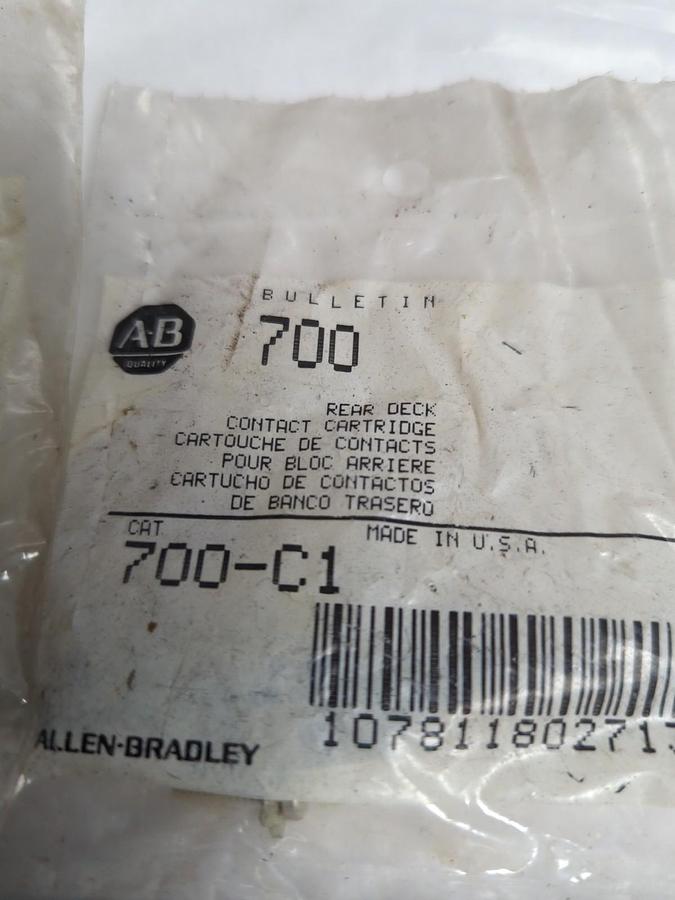 BULLETIN
A-B
QUALITY
700
REAR DECK
CONTACT CARTRIDGE
CARTOUCHE DE CONTACTS
POUR BLOC ARRIERE
CARTUCHO DE CONTACTOS
DE BANCO TRASERO
CAT MADE IN U.S.A.
700-C1
10781180271
ALLEN-BRADLEY